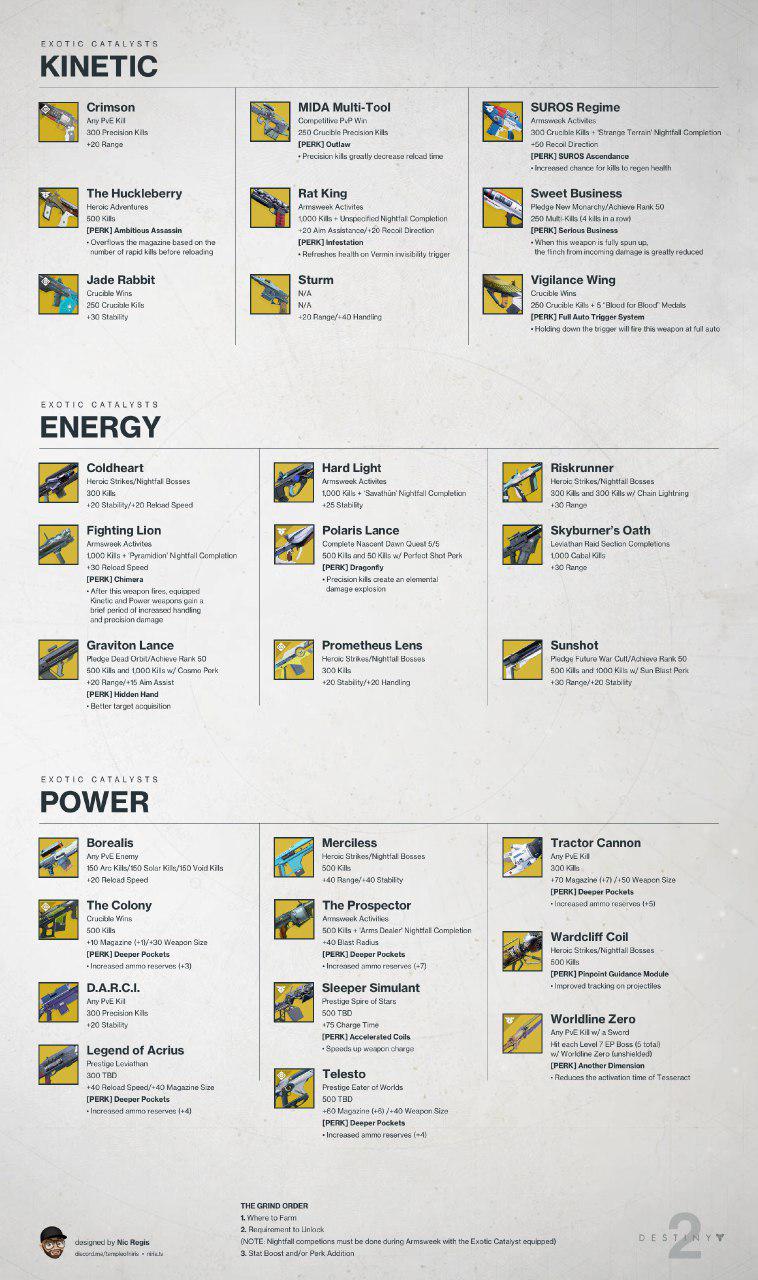 EXOTIC CATALYSTS
KINETIC
Crimson
Any PvE Kill
300 Precision Kills
+20 Range
MIDA Multi-Tool
Competitive PvP Win
250 Crucible Precision Kills
[PERK] Outlaw
• Precision kills greatly decrease reload time
SUROS Regime
Armsweek Activites
300 Crucible Kills + 'Strange Terrain' Nightfall Completion
+50 Recoil Direction
[PERK] SUROS Ascendance
• Increased chance for kills to regen health
The Huckleberry
Heroic Adventures
500 Kills
[PERK] Ambitious Assassin
• Overflows the magazine based on the
number of rapid kills before reloading
Rat King
Armsweek Activites
1,000 Kills + Unspecified Nightfall Completion
+20 Aim Assistance/+20 Recoil Direction
[PERK] Infestation
• Refreshes health on Vermin invisibility trigger
Sweet Business
Pledge New Monarchy/Achieve Rank 50
250 Multi-Kills (4 kills in a row)
[PERK] Serious Business
• When this weapon is fully spun up,
the flinch from incoming damage is greatly reduced
Jade Rabbit
Crucible Wins
250 Crucible Kills
+30 Stability
Sturm
N/A
N/A
+20 Range/+40 Handling
Vigilance Wing
Crucible Wins
250 Crucible Kills + 5 "Blood for Blood" Medals
[PERK] Full Auto Trigger System
• Holding down the trigger will fire this weapon at full auto
EXOTIC CATALYSTS
ENERGY
Coldheart
Heroic Strikes/Nightfall Bosses
300 Kills
+20 Stability/+20 Reload Speed
Hard Light
Armsweek Activites
1,000 Kills + 'Savathûn' Nightfall Completion
+25 Stability
Riskrunner
Heroic Strikes/Nightfall Bosses
300 Kills and 300 Kills w/ Chain Lightning
+30 Range
Fighting Lion
Armsweek Activites
1,000 Kills + 'Pyramidion' Nightfall Completion
+30 Reload Speed
[PERK] Chimera
• After this weapon fires, equipped
Kinetic and Power weapons gain a
brief period of increased handling
and precision damage
Polaris Lance
Complete Nascent Dawn Quest 5/5
500 Kills and 50 Kills w/ Perfect Shot Perk
[PERK] Dragonfly
• Precision kills create an elemental
damage explosion
Skyburner's Oath
Leviathan Raid Section Completions
1,000 Cabal Kills
+30 Range
Graviton Lance
Pledge Dead Orbit/Achieve Rank 50
500 Kills and 1,000 Kills w/ Cosmo Perk
+20 Range/+15 Aim Assist
[PERK] Hidden Hand
• Better target acquisition
Prometheus Lens
Heroic Strikes/Nightfall Bosses
300 Kills
+20 Stability/+20 Handling
Sunshot
Pledge Future War Cult/Achieve Rank 50
500 Kills and 1000 Kills w/ Sun Blast Perk
+30 Range/+20 Stability
EXOTIC CATALYSTS
POWER
Borealis
Any PvE Enemy
150 Arc Kills/150 Solar Kills/150 Void Kills
+20 Reload Speed
Merciless
Heroic Strikes/Nightfall Bosses
500 Kills
+40 Range/+40 Stability
Tractor Cannon
Any PvE Kill
300 Kills
+70 Magazine (+7) /+50 Weapon Size
[PERK] Deeper Pockets
• Increased ammo reserves (+5)
The Colony
Crucible Wins
500 Kills
+10 Magazine (+1)/+30 Weapon Size
[PERK] Deeper Pockets
• Increased ammo reserves (+3)
The Prospector
Armsweek Activities
500 Kills + 'Arms Dealer' Nightfall Completion
+40 Blast Radius
[PERK] Deeper Pockets
• Increased ammo reserves (+7)
Wardcliff Coil
Heroic Strikes/Nightfall Bosses
500 Kills
[PERK] Pinpoint Guidance Module
• Improved tracking on projectiles
D.A.R.C.I.
Any PvE Kill
300 Precision Kills
+20 Stability
Sleeper Simulant
Prestige Spire of Stars
500 TBD
+75 Charge Time
[PERK] Accelerated Coils
• Speeds up weapon charge
Worldline Zero
Any PvE Kill w/ a Sword
Hit each Level 7 EP Boss (5 total)
w/ Worldline Zero (unshielded)
[PERK] Another Dimension
• Reduces the activation time of Tesseract
Legend of Acrius
Prestige Leviathan
300 TBD
+40 Reload Speed/+40 Magazine Size
[PERK] Deeper Pockets
• Increased ammo reserves (+4)
Telesto
Prestige Eater of Worlds
500 TBD
+60 Magazine (+6) /+40 Weapon Size
[PERK] Deeper Pockets
• Increased ammo reserves (+4)
THE GRIND ORDER
1. Where to Farm
2. Requirement to Unlock
(NOTE: Nightfall competions must be done during Armsweek with the Exotic Catalyst equipped)
3. Stat Boost and/or Perk Addition
designed by Nic Regis
discord.me/templeofniris • niris.tv
DESTINY 2